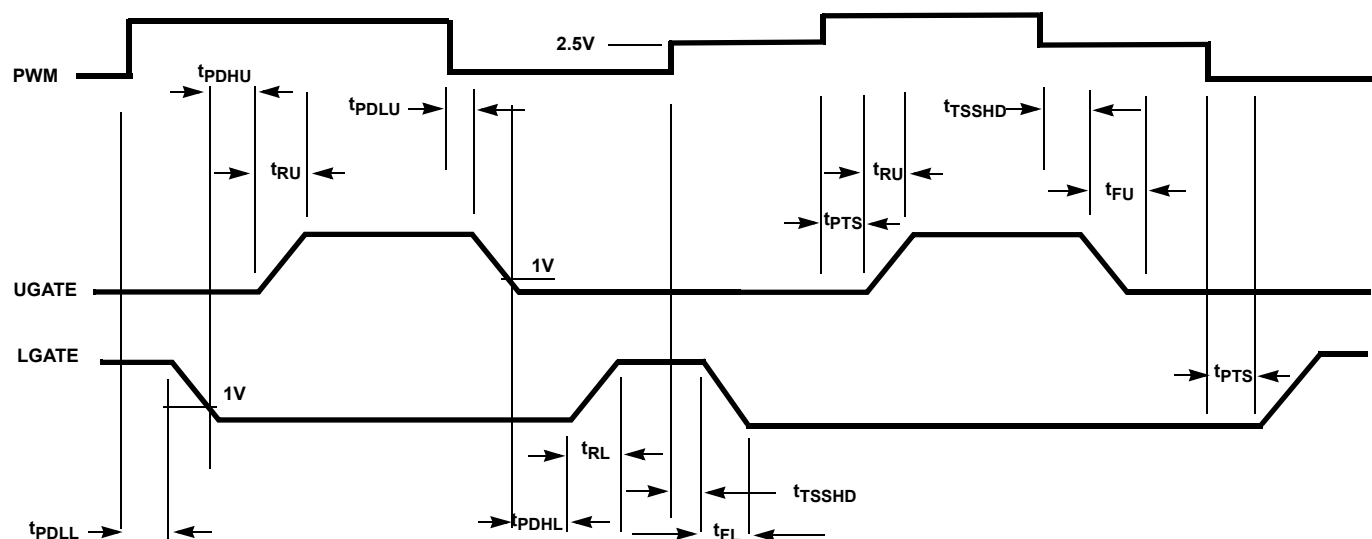 2.5V
PWM
tPDHU
tPDLU
tTSSHD
tRU
tRU
tFU
tPTS
1V
UGATE
LGATE
tPTS
1V
tRL
tTSSHD
tPDLL
tPDHL
tFL